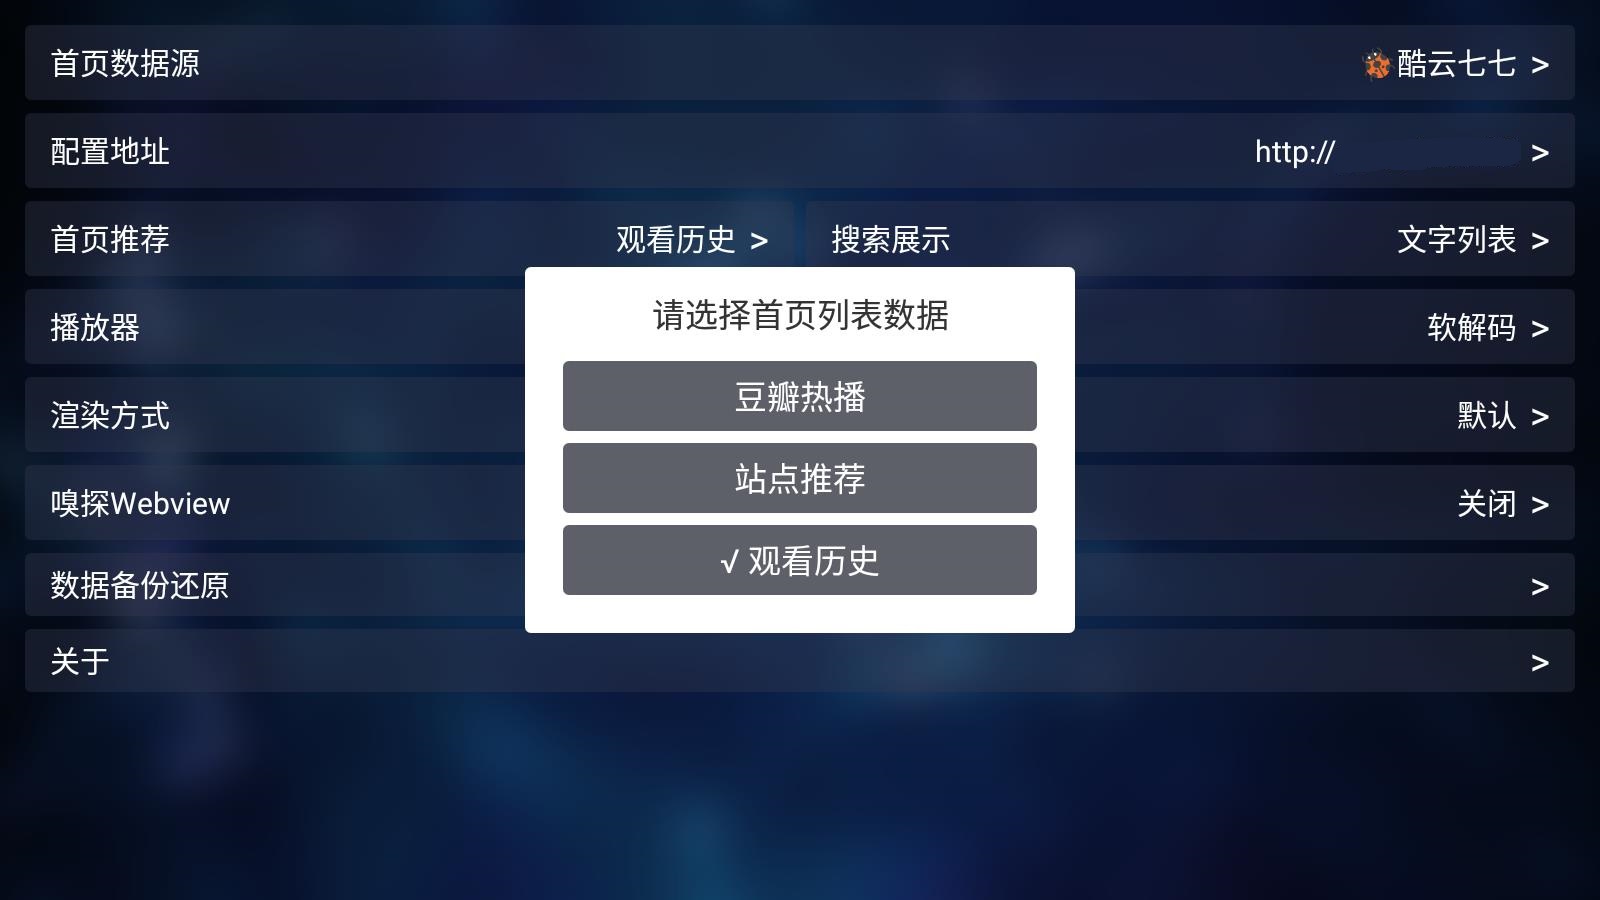 首页数据源 酷云七七 >
配置地址 http:// >
首页推荐 观看历史 > 搜索展示 文字列表 >
请选择首页列表数据
播放器 软解码 >
豆瓣热播
渲染方式 默认 >
站点推荐
嗅探Webview 关闭 >
√ 观看历史
数据备份还原 >
关于 >